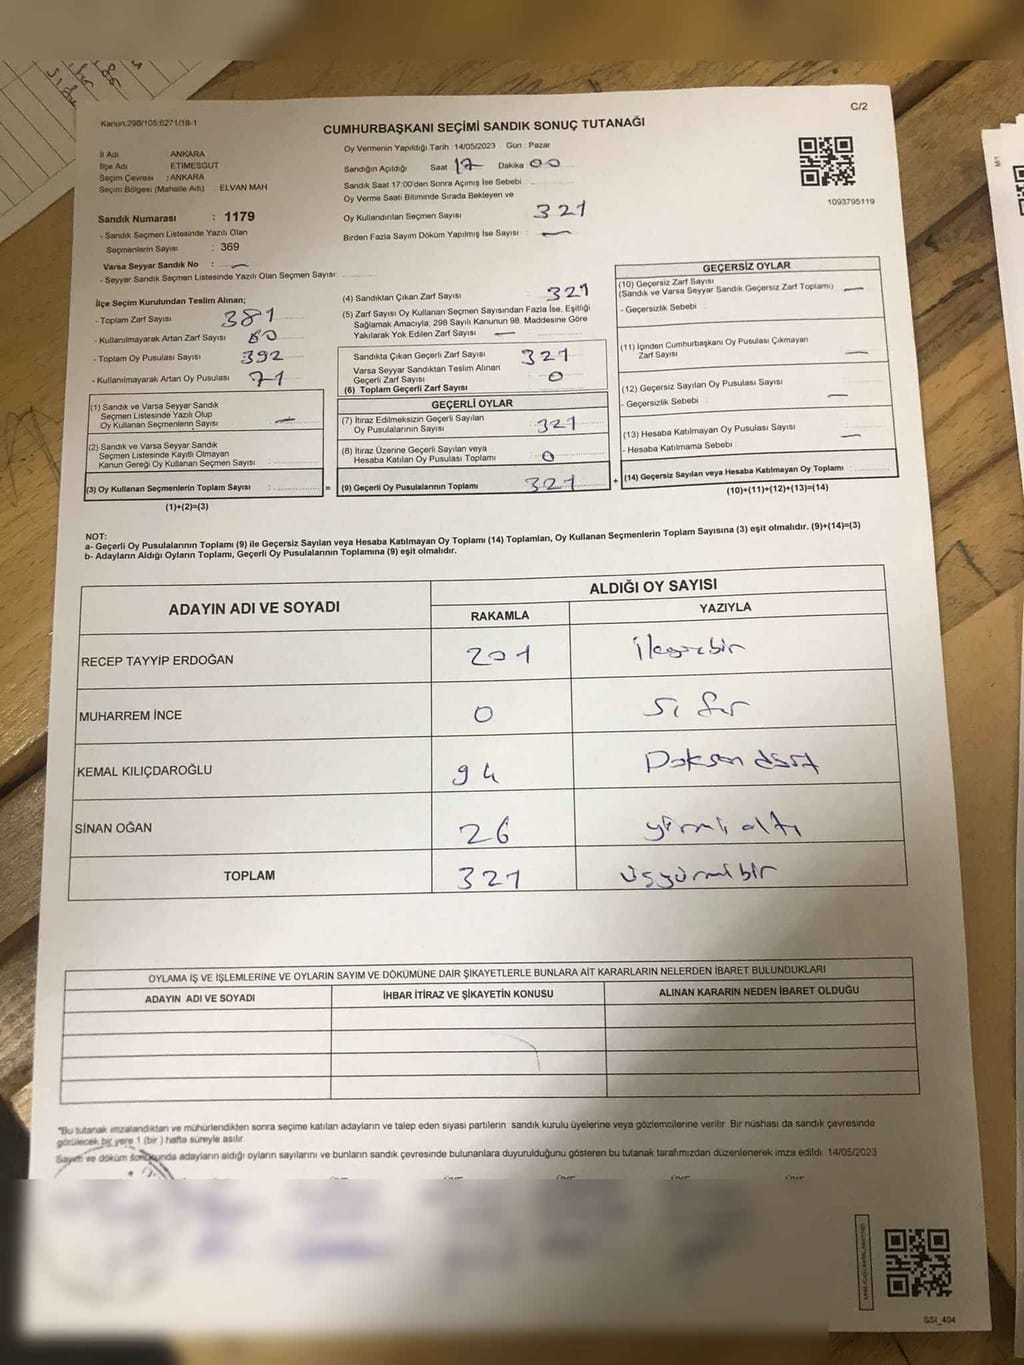 C/2
Kanun;298/105;6271/18-1
CUMHURBAŞKANI SEÇİMİ SANDIK SONUÇ TUTANAĞI
İl Adı ANKARA
İlçe Adı ETİMESGUT
Seçim Çevresi : ANKARA
Seçim Bölgesi (Mahalle Adı) ELVAN MAH
Sandık Numarası : 1179
- Sandık Seçmen Listesinde Yazılı Olan
Seçmenlerin Sayısı : 369
Varsa Seyyar Sandık No : —
- Seyyar Sandık Seçmen Listesinde Yazılı Olan Seçmen Sayısı
Oy Vermenin Yapıldığı Tarih : 14/05/2023 Gün : Pazar
Sandığın Açıldığı Saat 17 Dakika 00
Sandık Saat 17:00'den Sonra Açımış İse Sebebi
Oy Verme Saati Bitiminde Sırada Bekleyen ve
Oy Kullandırılan Seçmen Sayısı 321
Birden Fazla Sayım Döküm Yapılmış İse Sayısı —
1093795119
İlçe Seçim Kurulundan Teslim Alınan;
- Toplam Zarf Sayısı 381
- Kullanılmayarak Artan Zarf Sayısı 60
- Toplam Oy Pusulası Sayısı 392
- Kullanılmayarak Artan Oy Pusulası 71
(1) Sandık ve Varsa Seyyar Sandık
Seçmen Listesinde Yazılı Olup
Oy Kullanan Seçmenlerin Sayısı —
(2) Sandık ve Varsa Seyyar Sandık
Seçmen Listesinde Kayıtlı Olmayan
Kanun Gereği Oy Kullanan Seçmen Sayısı
(3) Oy Kullanan Seçmenlerin Toplam Sayısı : =
(1)+(2)=(3)
(4) Sandıktan Çıkan Zarf Sayısı 321
(5) Zarf Sayısı Oy Kullanan Seçmen Sayısından Fazla İse, Eşitliği
Sağlamak Amacıyla; 298 Sayılı Kanunun 98. Maddesine Göre
Yakılarak Yok Edilen Zarf Sayısı —
Sandıkta Çıkan Geçerli Zarf Sayısı 321
Varsa Seyyar Sandıktan Teslim Alınan
Geçerli Zarf Sayısı 0
(6) Toplam Geçerli Zarf Sayısı
GEÇERLİ OYLAR
(7) İtiraz Edilmeksizin Geçerli Sayılan
Oy Pusulalarının Sayısı 321
(8) İtiraz Üzerine Geçerli Sayılan veya
Hesaba Katılan Oy Pusulası Toplamı 0
(9) Geçerli Oy Pusulalarının Toplamı 321 +
GEÇERSİZ OYLAR
(10) Geçersiz Zarf Sayısı
(Sandık ve Varsa Seyyar Sandık Geçersiz Zarf Toplamı) —
- Geçersizlik Sebebi :
(11) İçinden Cumhurbaşkanı Oy Pusulası Çıkmayan
Zarf Sayısı —
(12) Geçersiz Sayılan Oy Pusulası Sayısı —
- Geçersizlik Sebebi :
(13) Hesaba Katılmayan Oy Pusulası Sayısı —
- Hesaba Katılmama Sebebi :
(14) Geçersiz Sayılan veya Hesaba Katılmayan Oy Toplamı :
(10)+(11)+(12)+(13)=(14)
NOT:
a- Geçerli Oy Pusulalarının Toplamı (9) ile Geçersiz Sayılan veya Hesaba Katılmayan Oy Toplamı (14) Toplamları, Oy Kullanan Seçmenlerin Toplam Sayısına (3) eşit olmalıdır. (9)+(14)=(3)
b- Adayların Aldığı Oyların Toplamı, Geçerli Oy Pusulalarının Toplamına (9) eşit olmalıdır.
ADAYIN ADI VE SOYADI ALDIĞI OY SAYISI
RAKAMLA YAZIYLA
RECEP TAYYİP ERDOĞAN 201 ikiyüzbir
MUHARREM İNCE 0 sıfır
KEMAL KILIÇDAROĞLU 94 Doksan dört
SİNAN OĞAN 26 yirmi altı
TOPLAM 321 üçyüzyirmibir
OYLAMA İŞ VE İŞLEMLERİNE VE OYLARIN SAYIM VE DÖKÜMÜNE DAİR ŞİKAYETLERLE BUNLARA AİT KARARLARIN NELERDEN İBARET BULUNDUKLARI
ADAYIN ADI VE SOYADI İHBAR İTİRAZ VE ŞİKAYETİN KONUSU ALINAN KARARIN NEDEN İBARET OLDUĞU
"Bu tutanak imzalandıktan ve mühürlendikten sonra seçime katılan adayların ve talep eden siyasi partilerin sandık kurulu üyelerine veya gözlemcilerine verilir. Bir nüshası da sandık çevresinde
görülecek bir yere 1 (bir ) hafta süreyle asılır.
Sayım ve döküm sonucunda adayların aldığı oyların sayılarını ve bunların sandık çevresinde bulunanlara duyurulduğunu gösteren bu tutanak tarafımızdan düzenlenerek imza edildi. 14/05/2023
SSI_404